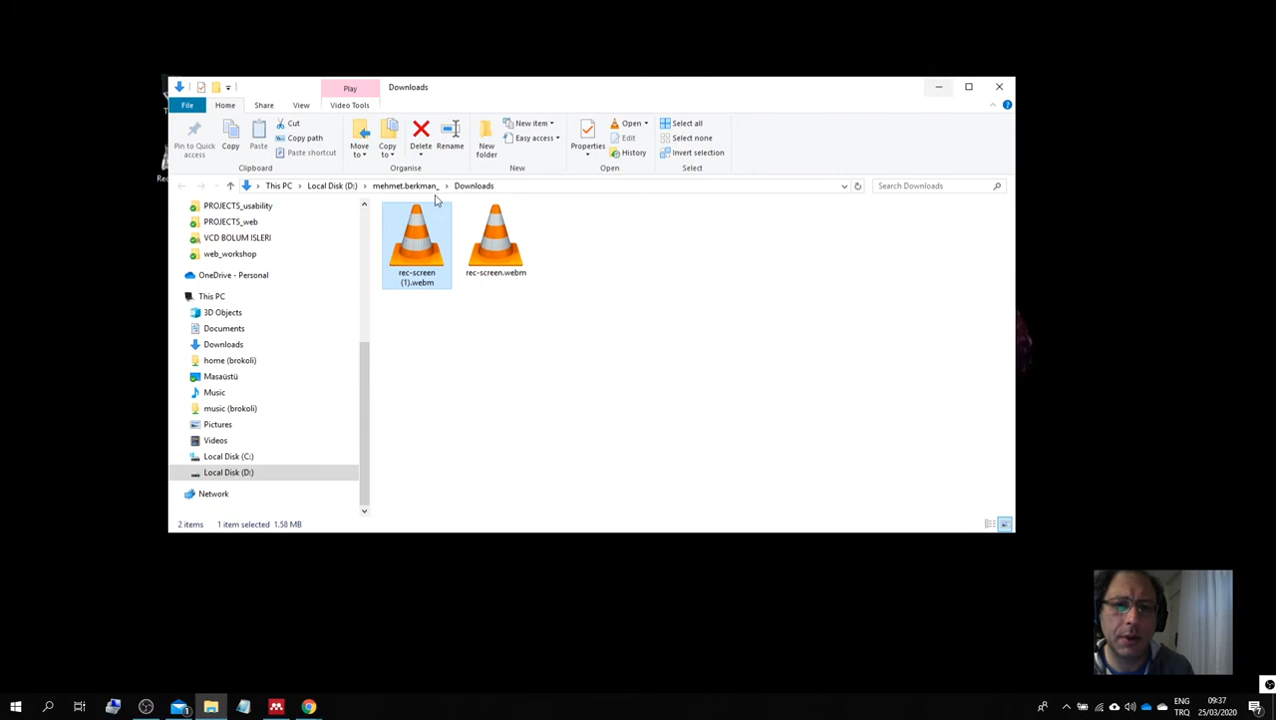 Play
Downloads
File
Home
Share
View
Video Tools
Pin to Quick
access
Copy
Paste
Cut
Copy path
Paste shortcut
Clipboard
Move
to
Copy
to
Delete
Rename
Organise
New
folder
New item
Easy access
New
Properties
Open
Edit
History
Open
Select all
Select none
Invert selection
Select
This PC
Local Disk (D:)
mehmet.berkman_
Downloads
Search Downloads
PROJECTS_usability
PROJECTS_web
VCD BOLUM ISLERI
web_workshop
OneDrive - Personal
This PC
3D Objects
Documents
Downloads
home (brokoli)
Masaüstü
Music
music (brokoli)
Pictures
Videos
Local Disk (C:)
Local Disk (D:)
Network
rec-screen
(1).webm
rec-screen.webm
2 items
1 item selected 1.58 MB
Rec
ENG
TRQ
09:37
25/03/2020